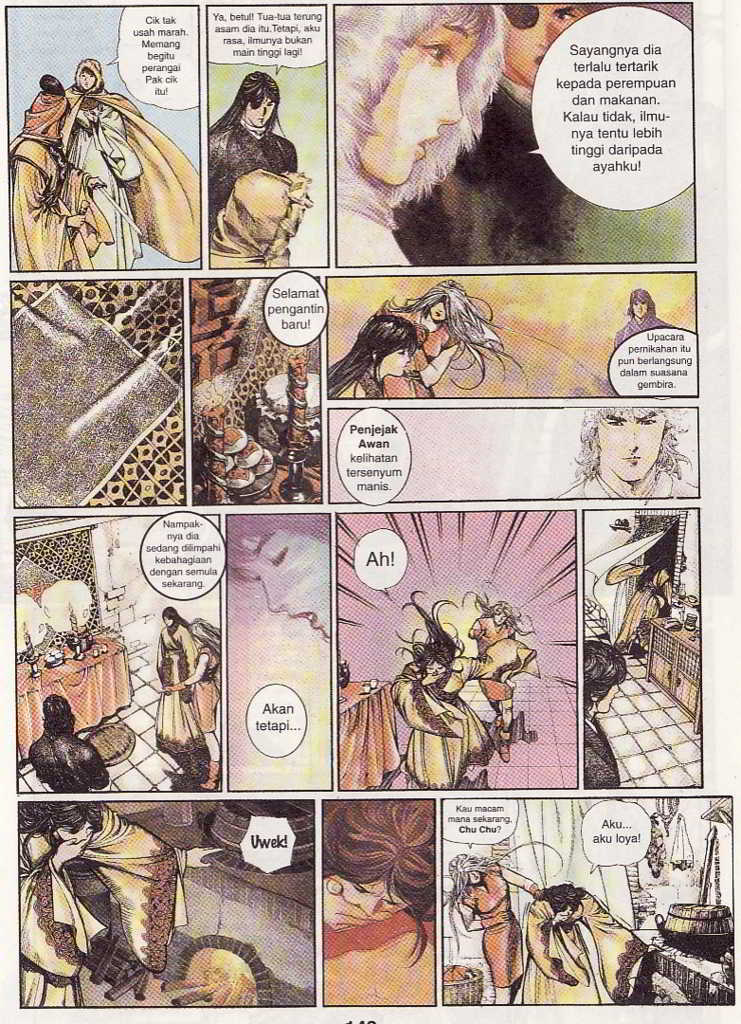 Cik tak
usah marah.
Memang
begitu
perangai
Pak cik
itu!
Ya, betul! Tua-tua terung
asam dia itu.Tetapi, aku
rasa, ilmunya bukan
main tinggi lagi!
Sayangnya dia
terlalu tertarik
kepada perempuan
dan makanan.
Kalau tidak, ilmu-
nya tentu lebih
tinggi daripada
ayahku!
Selamat
pengantin
baru!
Upacara
pernikahan itu
pun berlangsung
dalam suasana
gembira.
Penjejak
Awan
kelihatan
tersenyum
manis.
Nampak-
nya dia
sedang dilimpahi
kebahagiaan
dengan semula
sekarang.
Akan
tetapi...
Ah!
Uwek!
Kau macam
mana sekarang,
Chu Chu?
Aku...
aku loya!